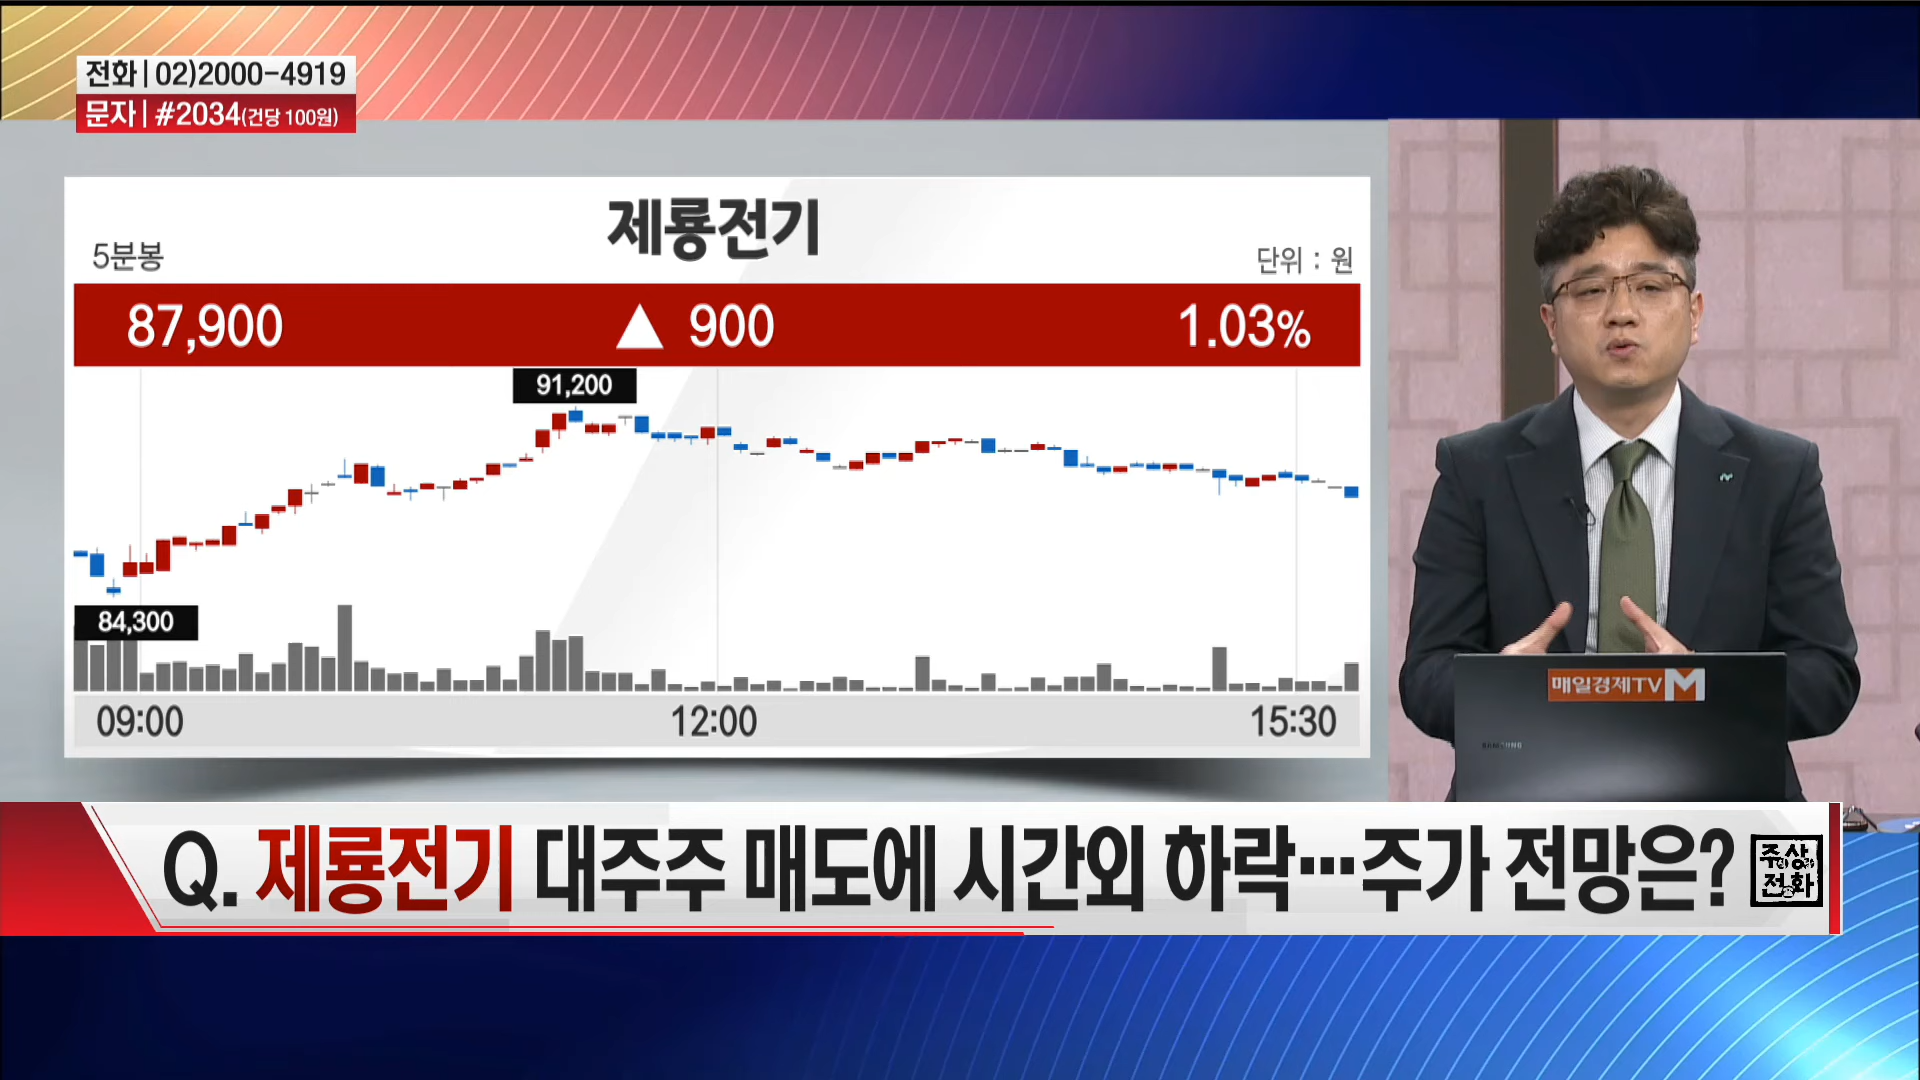 전화 | 02)2000-4919
문자 | #2034(건당 100원)
제룡전기
5분봉
단위 : 원
87,900 ▲ 900 1.03%
91,200
84,300
09:00 12:00 15:30
매일경제TV M
SAMSUNG
Q. 제룡전기 대주주 매도에 시간외 하락…주가 전망은?
주상
전화